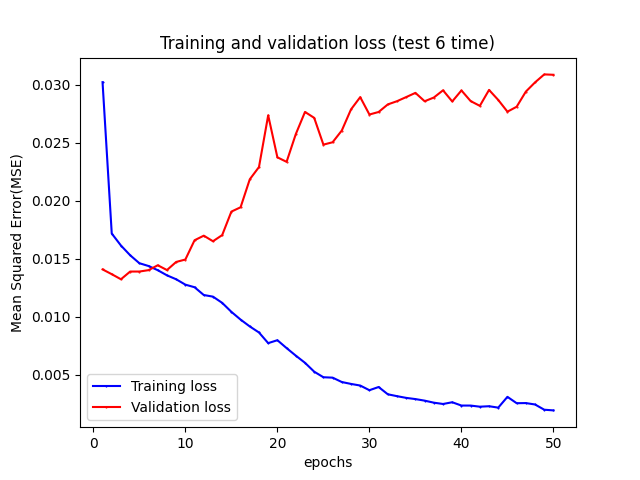 Training and validation loss (test 6 time)
Mean Squared Error(MSE)
0.030
0.025
0.020
0.015
0.010
0.005
Training loss
Validation loss
0
10
20
30
40
50
epochs